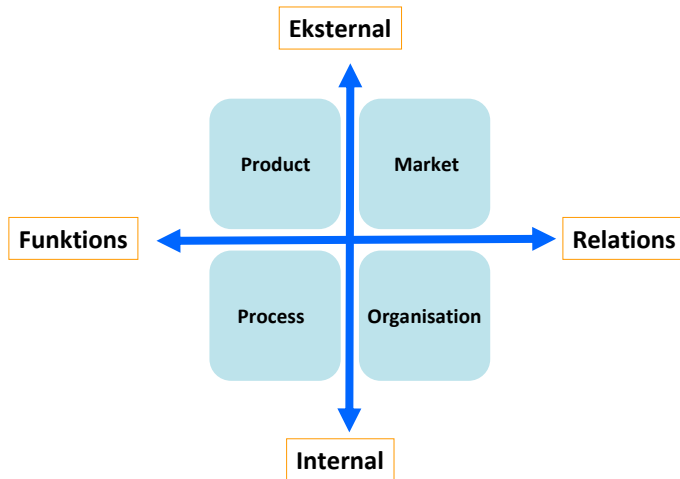 Eksternal
Product
Market
Funktions
Relations
Process
Organisation
Internal